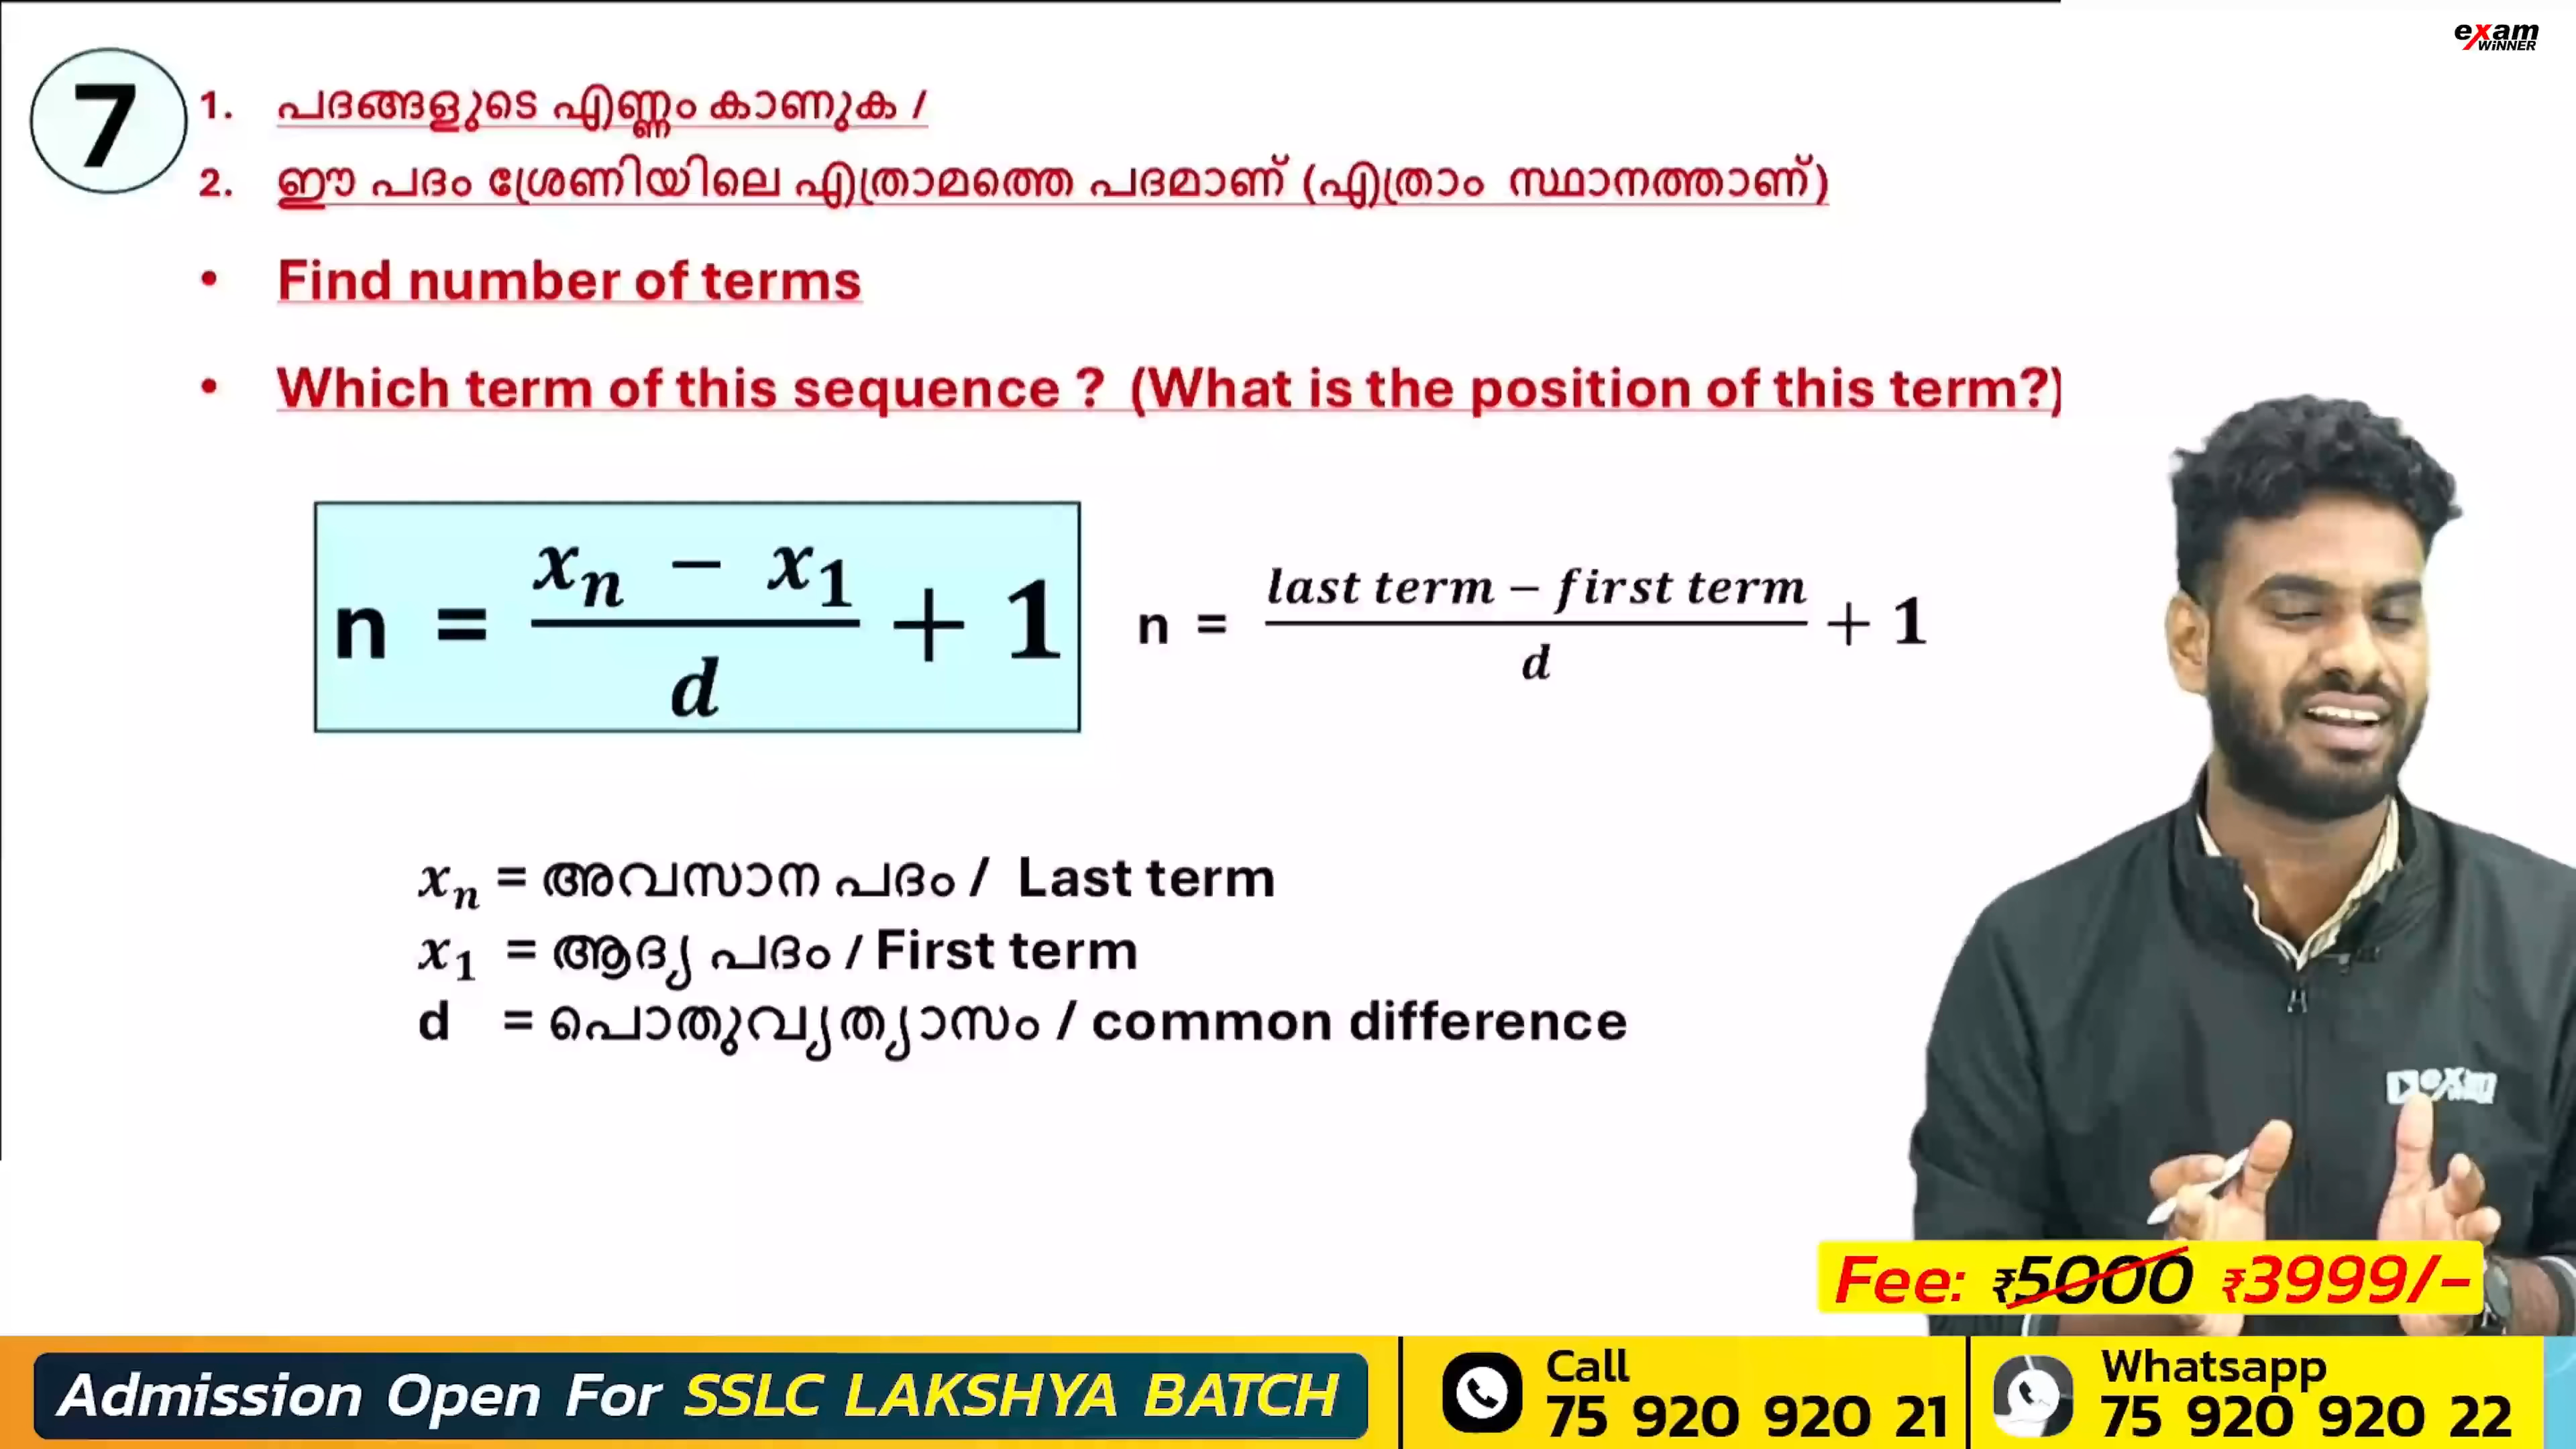 exam
WiNNER
7
1. പദങ്ങളുടെ എണ്ണം കാണുക /
2. ഈ പദം ശ്രേണിയിലെ എത്രാമത്തെ പദമാണ് (എത്രാം സ്ഥാനത്താണ്)
• Find number of terms
• Which term of this sequence ? (What is the position of this term?)
n = (xₙ − x₁)/d + 1
n = (last term − first term)/d + 1
xₙ = അവസാന പദം / Last term
x₁ = ആദ്യ പദം / First term
d = പൊതുവ്യത്യാസം / common difference
exam
Fee: ₹5000 ₹3999/-
Admission Open For SSLC LAKSHYA BATCH
Call
75 920 920 21
Whatsapp
75 920 920 22